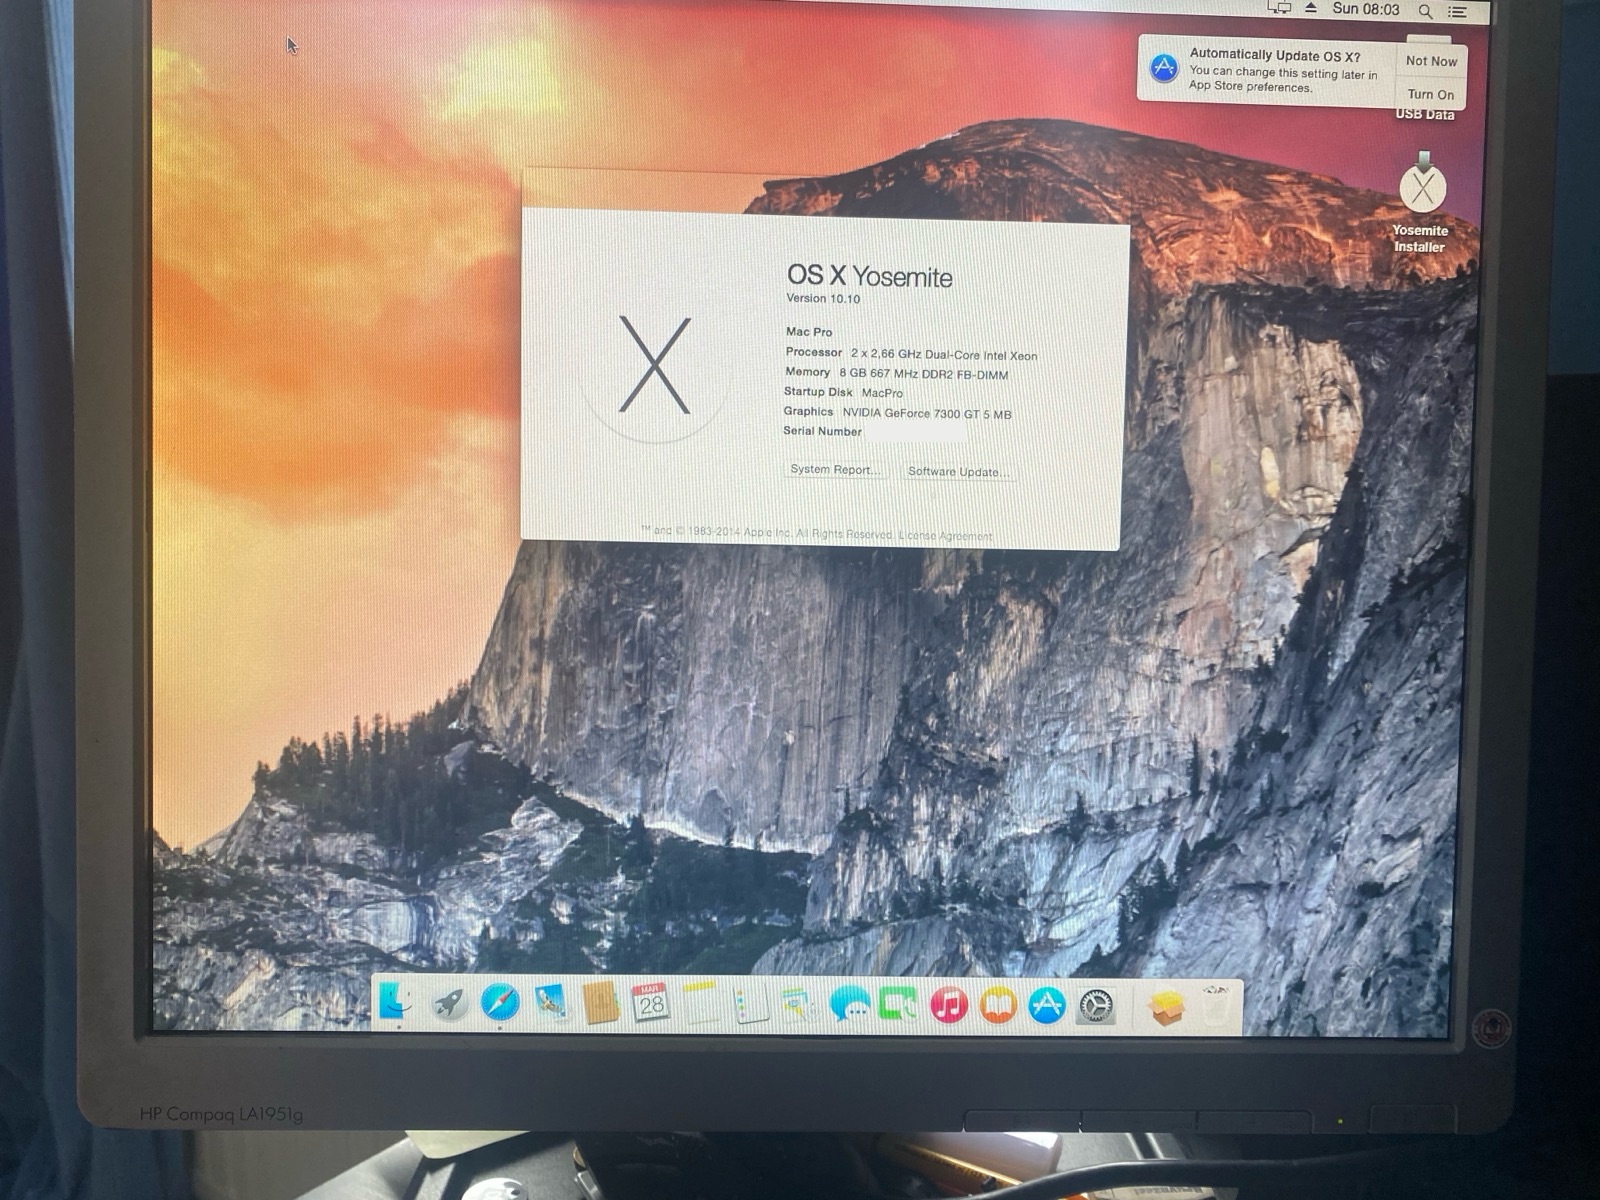 Sun 08:03
Automatically Update OS X?
You can change this setting later in
App Store preferences.
Not Now
Turn On
USB Data
Yosemite
Installer
OS X Yosemite
Version 10.10
Mac Pro
Processor 2 x 2,66 GHz Dual-Core Intel Xeon
Memory 8 GB 667 MHz DDR2 FB-DIMM
Startup Disk MacPro
Graphics NVIDIA GeForce 7300 GT 5 MB
Serial Number
System Report...
Software Update...
™ and © 1983-2014 Apple Inc. All Rights Reserved. License Agreement
MAR
28
HP Compaq LA1951g